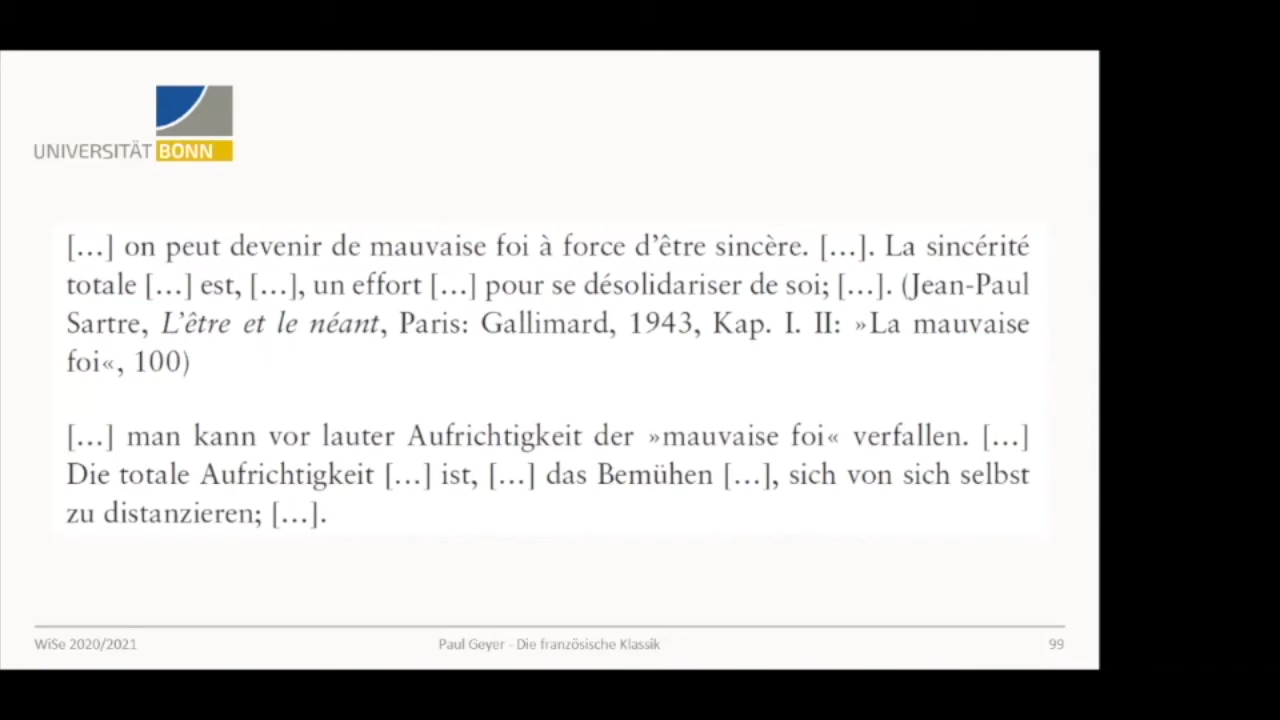 UNIVERSITÄT BONN
[…] on peut devenir de mauvaise foi à force d’être sincère. […]. La sincérité
totale […] est, […], un effort […] pour se désolidariser de soi; […]. (Jean-Paul
Sartre, L’être et le néant, Paris: Gallimard, 1943, Kap. I. II: »La mauvaise
foi«, 100)
[…] man kann vor lauter Aufrichtigkeit der »mauvaise foi« verfallen. […]
Die totale Aufrichtigkeit […] ist, […] das Bemühen […], sich von sich selbst
zu distanzieren; […].
WiSe 2020/2021 Paul Geyer - Die französische Klassik 99